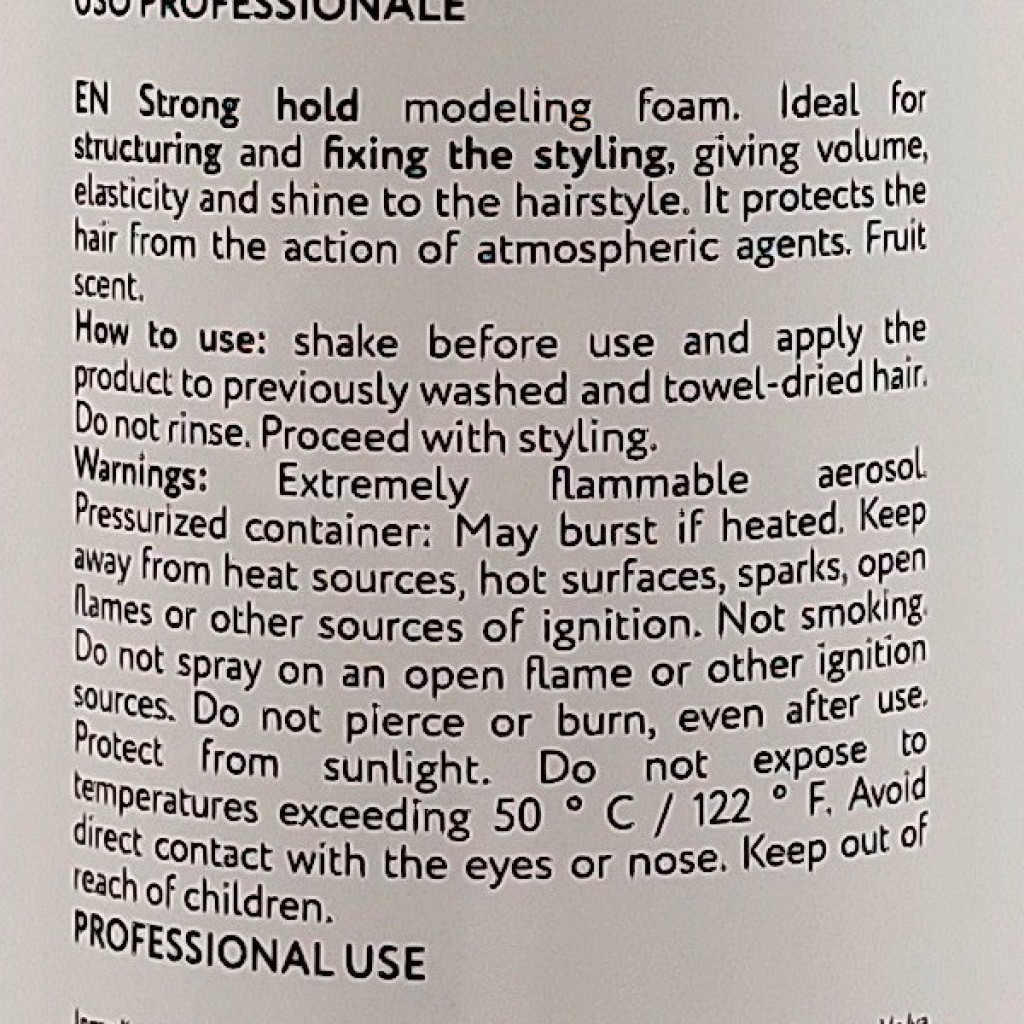 USO PROFESSIONALE
EN Strong hold modeling foam. Ideal for
structuring and fixing the styling, giving volume,
elasticity and shine to the hairstyle. It protects the
hair from the action of atmospheric agents. Fruit
scent.
How to use: shake before use and apply the
product to previously washed and towel-dried hair.
Do not rinse. Proceed with styling.
Warnings: Extremely flammable aerosol.
Pressurized container: May burst if heated. Keep
away from heat sources, hot surfaces, sparks, open
flames or other sources of ignition. Not smoking.
Do not spray on an open flame or other ignition
sources. Do not pierce or burn, even after use.
Protect from sunlight. Do not expose to
temperatures exceeding 50 ° C / 122 ° F. Avoid
direct contact with the eyes or nose. Keep out of
reach of children.
PROFESSIONAL USE